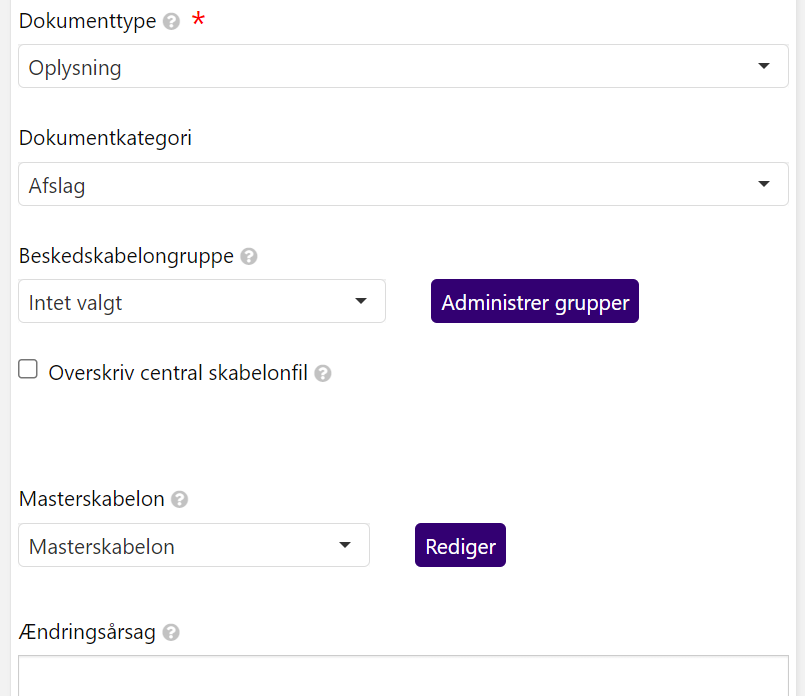 Dokumenttype ? *
Oplysning
Dokumentkategori
Afslag
Beskedskabelongruppe ?
Intet valgt
Administrer grupper
Overskriv central skabelonfil ?
Masterskabelon ?
Masterskabelon
Rediger
Ændringsårsag ?